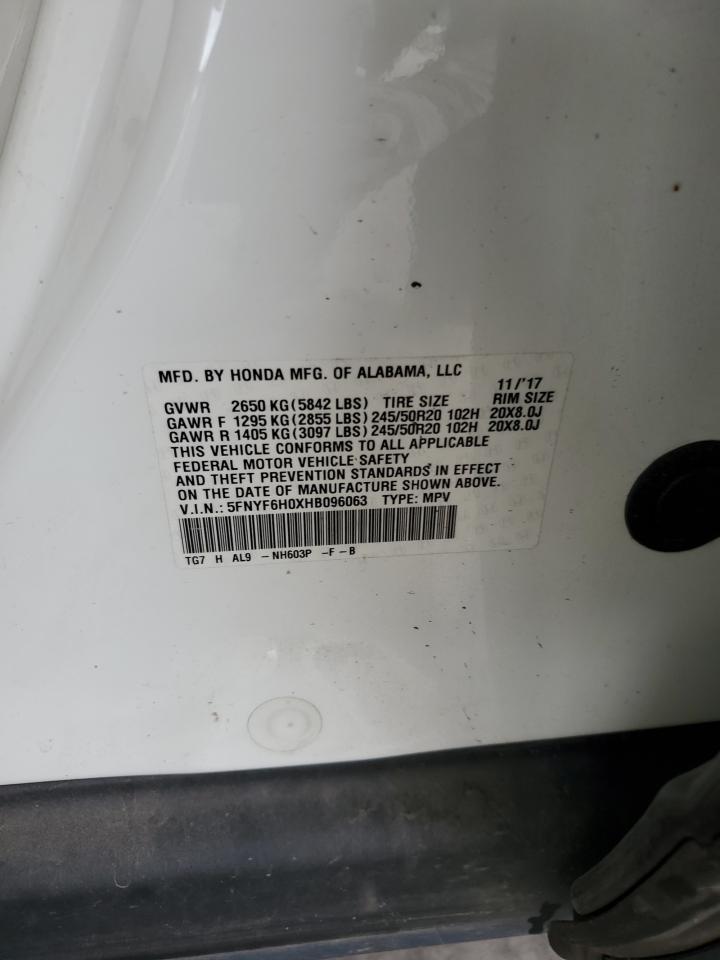 MFD. BY HONDA MFG. OF ALABAMA, LLC 11/'17
GVWR 2650 KG(5842 LBS) TIRE SIZE RIM SIZE
GAWR F 1295 KG(2855 LBS)245/50R20 102H 20X8.0J
GAWR R 1405 KG(3097 LBS)245/50R20 102H 20X8.0J
THIS VEHICLE CONFORMS TO ALL APPLICABLE
FEDERAL MOTOR VEHICLE SAFETY
AND THEFT PREVENTION STANDARDS IN EFFECT
ON THE DATE OF MANUFACTURE SHOWN ABOVE.
V.I.N.: 5FNYF6H0XHB096063 TYPE: MPV
TG7 H AL9 -NH603P -F-B